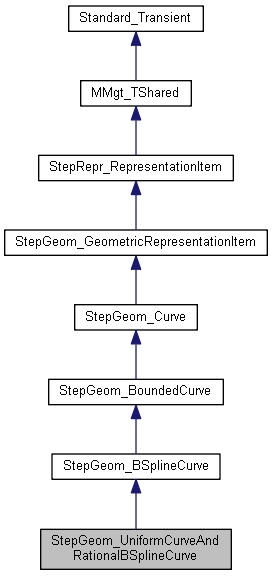 Standard_Transient
MMgt_TShared
StepRepr_RepresentationItem
StepGeom_GeometricRepresentationItem
StepGeom_Curve
StepGeom_BoundedCurve
StepGeom_BSplineCurve
StepGeom_UniformCurveAnd
RationalBSplineCurve